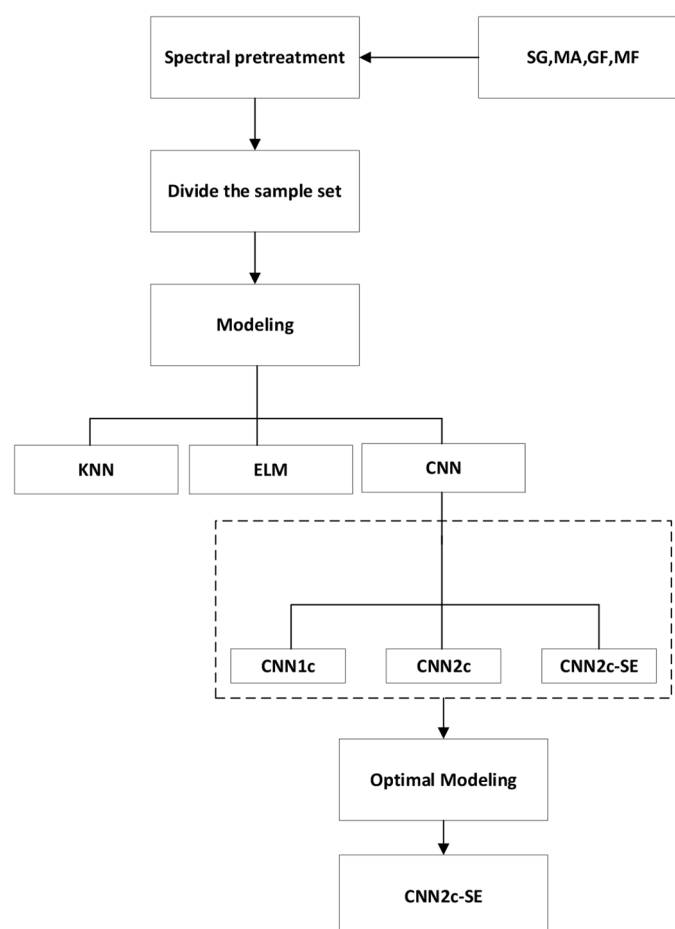 Spectral pretreatment
SG,MA,GF,MF
Divide the sample set
Modeling
KNN
ELM
CNN
CNN1c
CNN2c
CNN2c-SE
Optimal Modeling
CNN2c-SE